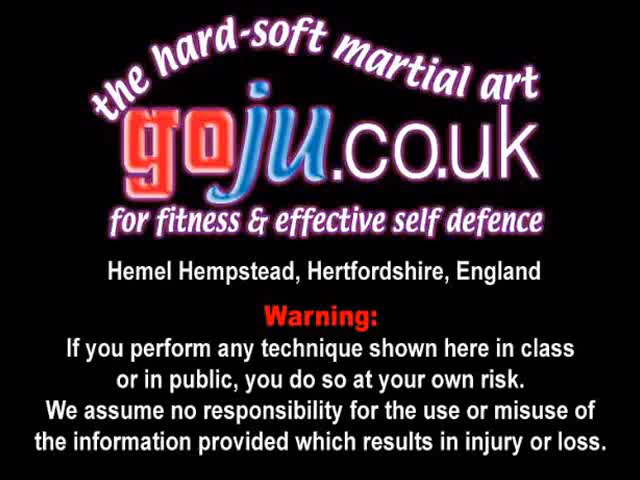 the hard-soft martial art
goju.co.uk
for fitness & effective self defence
Hemel Hempstead, Hertfordshire, England
Warning:
If you perform any technique shown here in class
or in public, you do so at your own risk.
We assume no responsibility for the use or misuse of
the information provided which results in injury or loss.